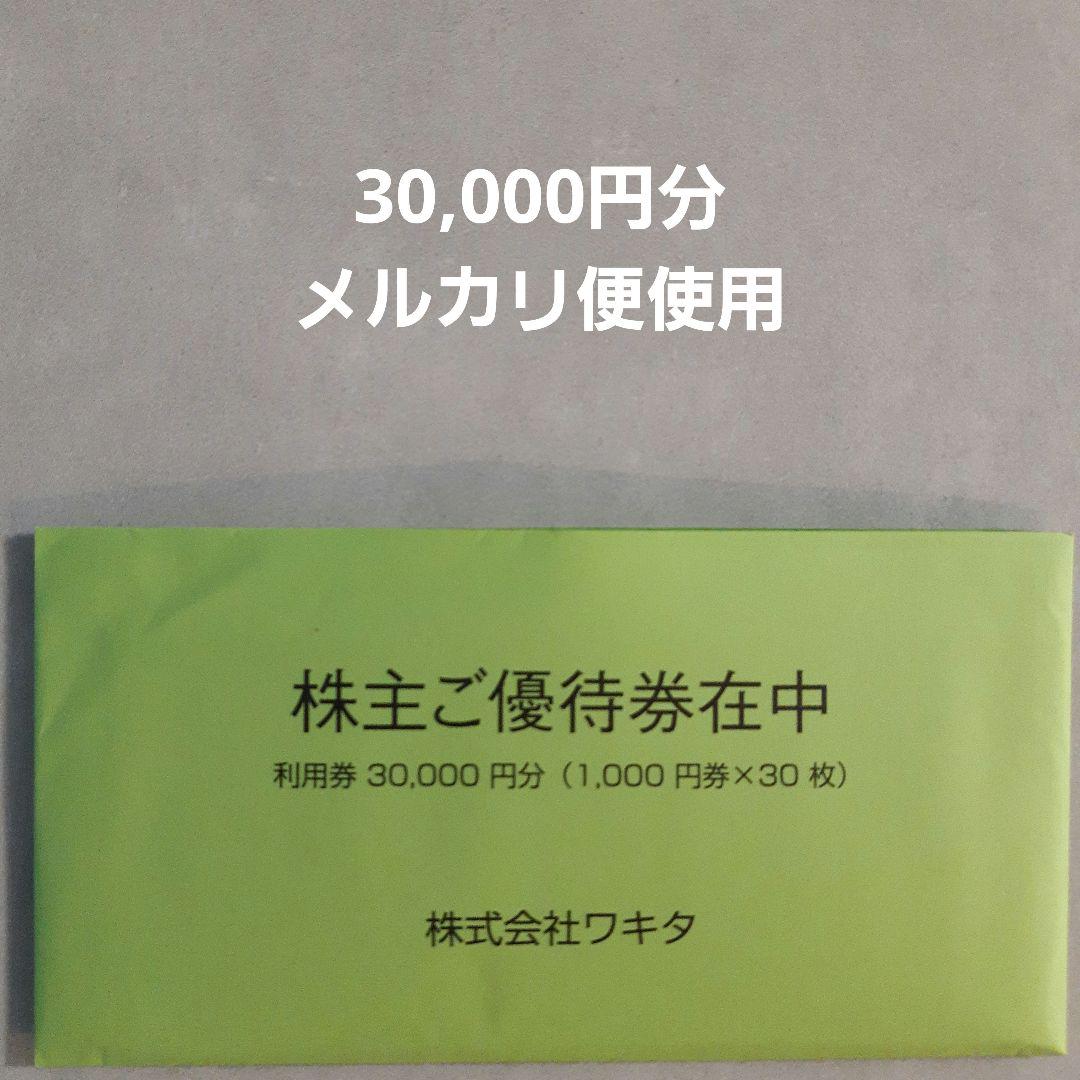 30,000円分
メルカリ便使用
株主ご優待券在中
利用券 30,000 円分（1,000 円券×30 枚）
株式会社ワキタ